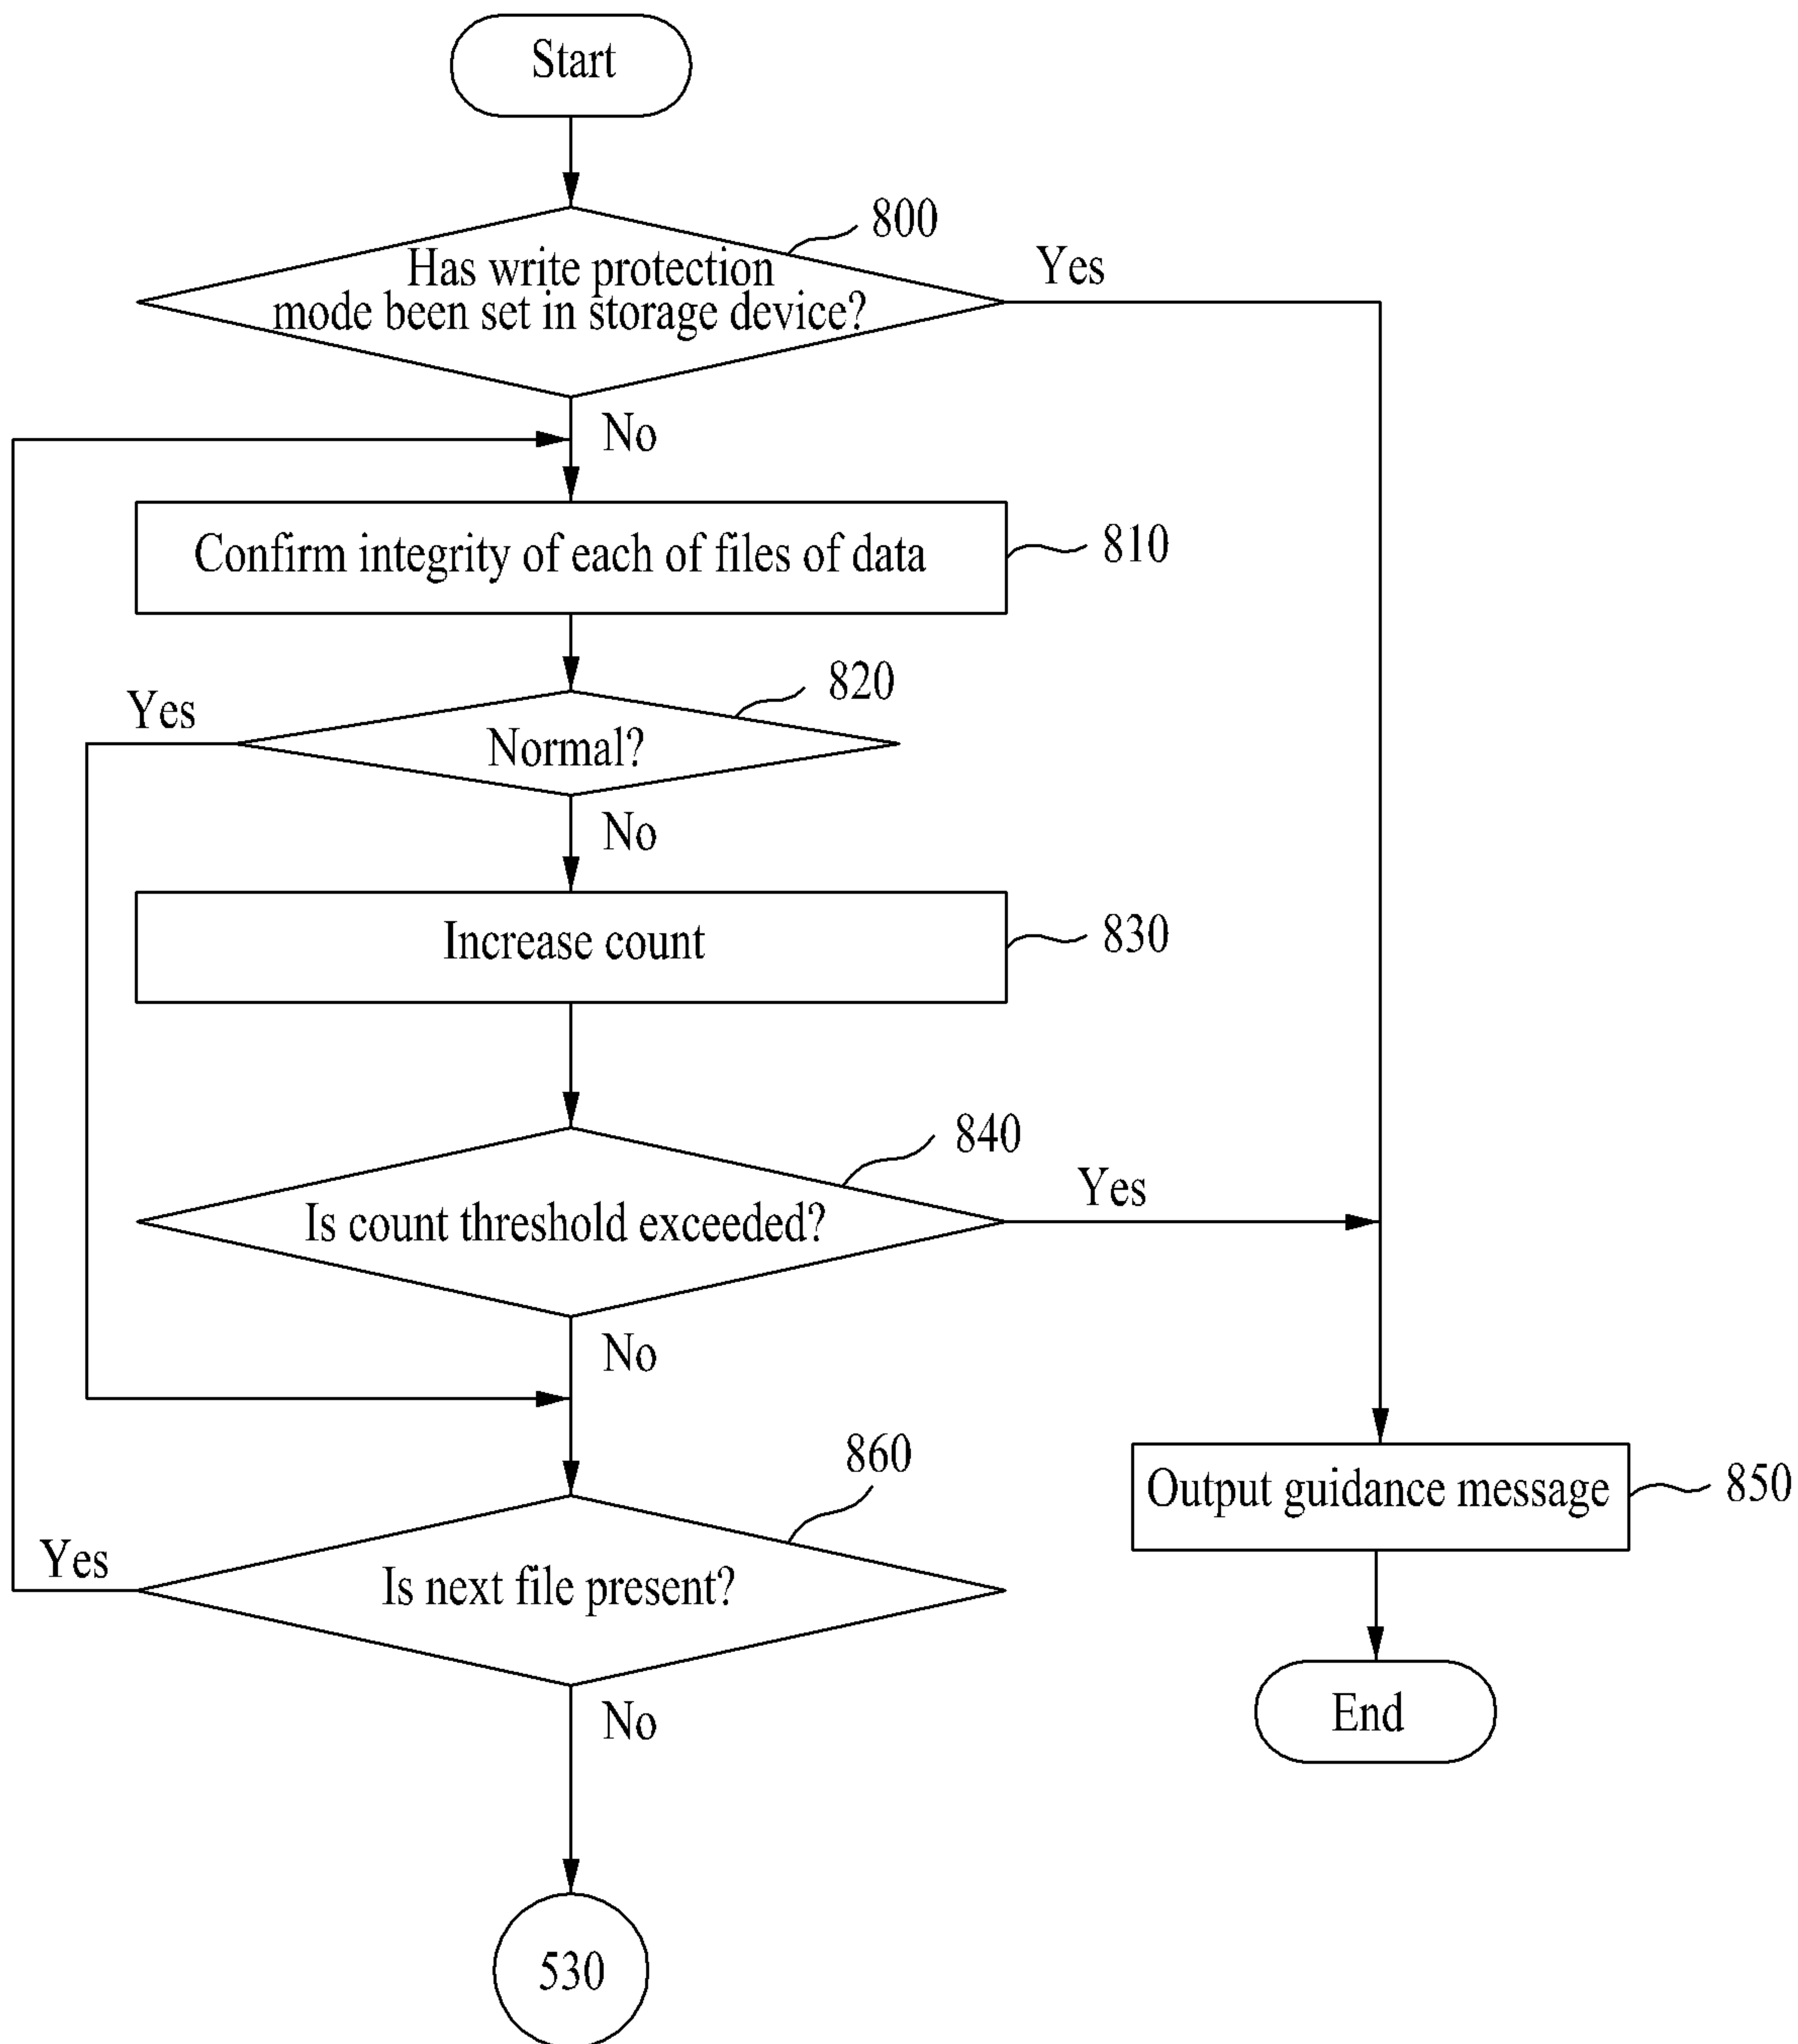 Start
800
Has write protection
mode been set in storage device?
Yes
No
Confirm integrity of each of files of data
810
820
Yes
Normal?
No
Increase count
830
840
Is count threshold exceeded?
Yes
No
860
Output guidance message
850
Yes
Is next file present?
No
End
530